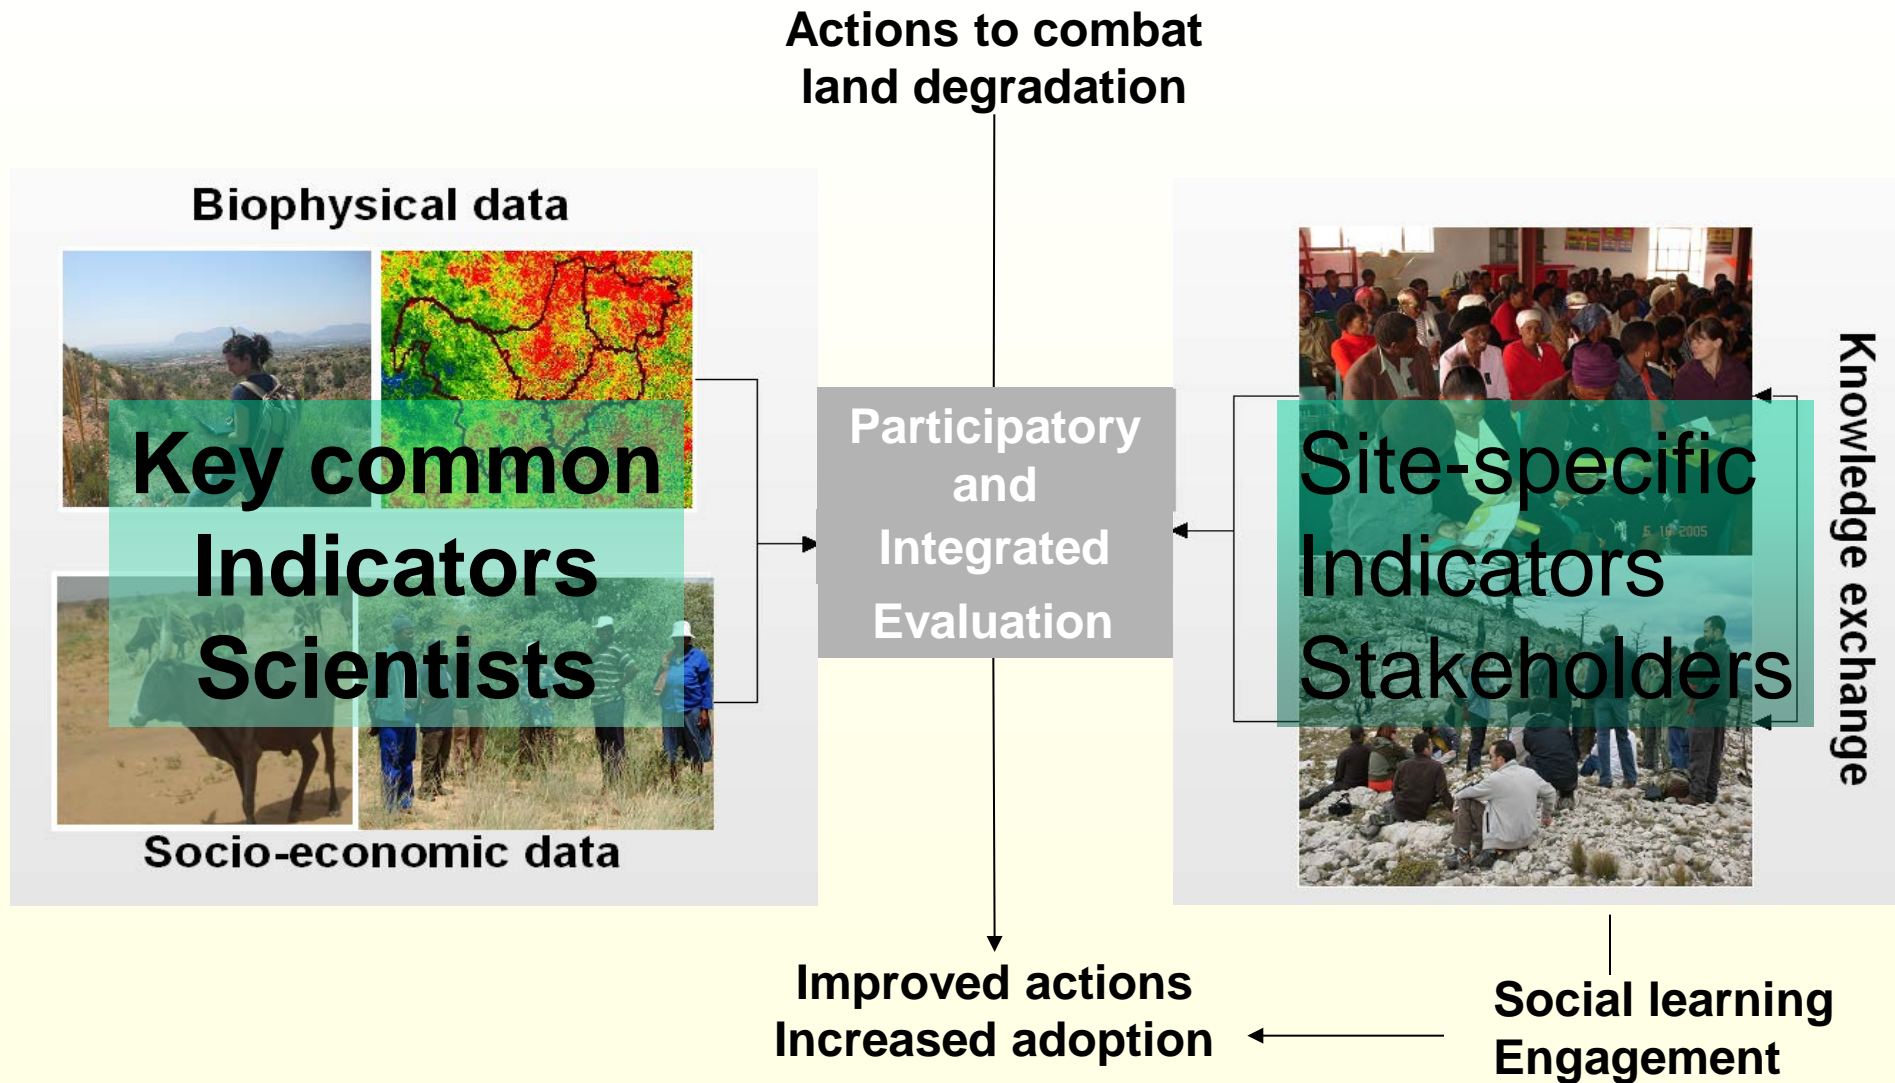 Actions to combat
land degradation
Biophysical data
Key common
Indicators
Scientists
Socio-economic data
Participatory
and
Integrated
Evaluation
Site-specific
Indicators
Stakeholders
Knowledge exchange
Improved actions
Increased adoption
Social learning
Engagement